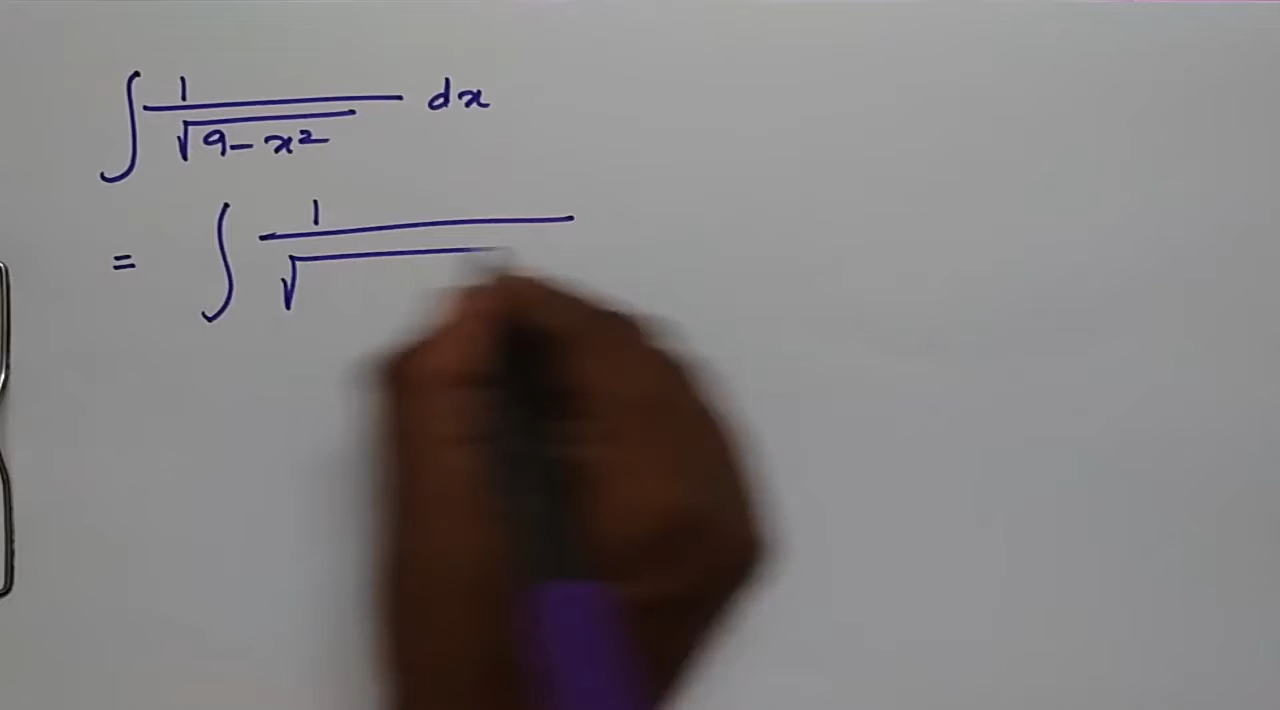 ∫ 1/√(9-x²) dx
= ∫ 1/√